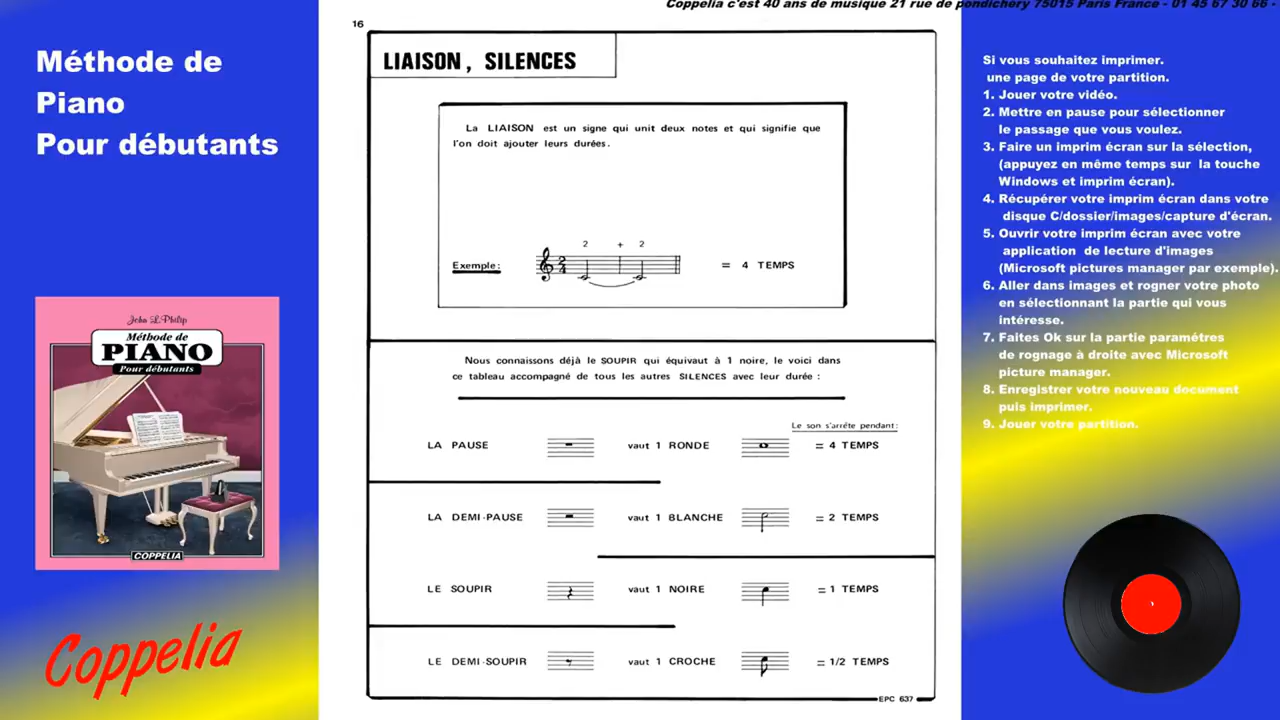 Coppelia c'est 40 ans de musique 21 rue de pondichery 75015 Paris France - 01 45 67 30 66 -
Méthode de
Piano
Pour débutants
John L.Philip
Méthode de
PIANO
Pour débutants
COPPELIA
Coppelia
16
LIAISON, SILENCES
La LIAISON est un signe qui unit deux notes et qui signifie que
l'on doit ajouter leurs durées.
2 + 2
Exemple: 2 4 = 4 TEMPS
Nous connaissons déjà le SOUPIR qui équivaut à 1 noire, le voici dans
ce tableau accompagné de tous les autres SILENCES avec leur durée :
Le son s'arrête pendant:
LA PAUSE vaut 1 RONDE = 4 TEMPS
LA DEMI-PAUSE vaut 1 BLANCHE = 2 TEMPS
LE SOUPIR vaut 1 NOIRE = 1 TEMPS
LE DEMI-SOUPIR vaut 1 CROCHE = 1/2 TEMPS
EPC 637
Si vous souhaitez imprimer.
une page de votre partition.
1. Jouer votre vidéo.
2. Mettre en pause pour sélectionner
le passage que vous voulez.
3. Faire un imprim écran sur la sélection,
(appuyez en même temps sur la touche
Windows et imprim écran).
4. Récupérer votre imprim écran dans votre
disque C/dossier/images/capture d'écran.
5. Ouvrir votre imprim écran avec votre
application de lecture d'images
(Microsoft pictures manager par exemple).
6. Aller dans images et rogner votre photo
en sélectionnant la partie qui vous
intéresse.
7. Faites Ok sur la partie paramétres
de rognage à droite avec Microsoft
picture manager.
8. Enregistrer votre nouveau document
puis imprimer.
9. Jouer votre partition.